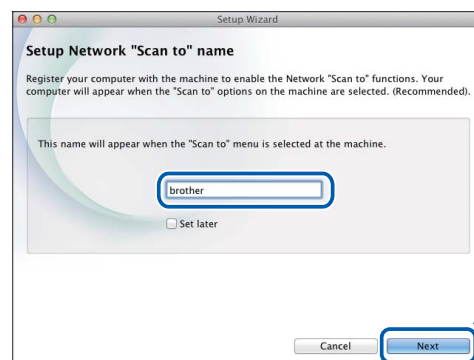 Setup Wizard
Setup Network "Scan to" name
Register your computer with the machine to enable the Network "Scan to" functions. Your
computer will appear when the "Scan to" options on the machine are selected. (Recommended).
This name will appear when the "Scan to" menu is selected at the machine.
brother
Set later
Cancel
Next